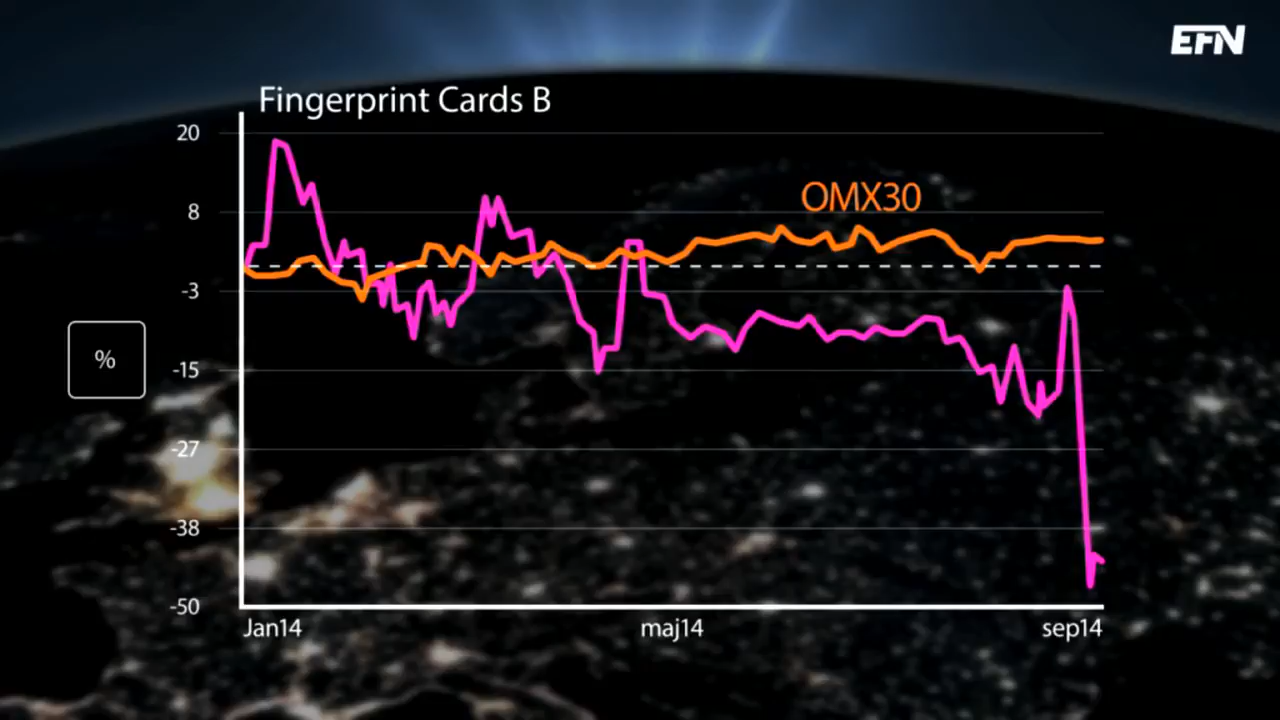 EFN
Fingerprint Cards B
20
OMX30
8
-3
%
-15
-27
-38
-50
Jan14
maj14
sep14